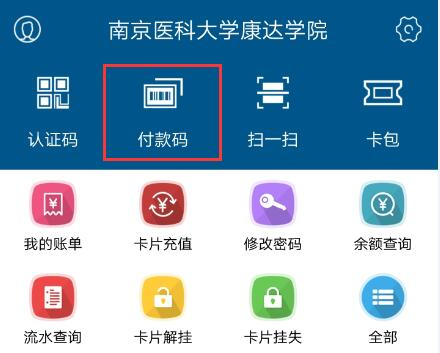 南京医科大学康达学院
认证码 付款码 扫一扫 卡包
我的账单 卡片充值 修改密码 余额查询
流水查询 卡片解挂 卡片挂失 全部